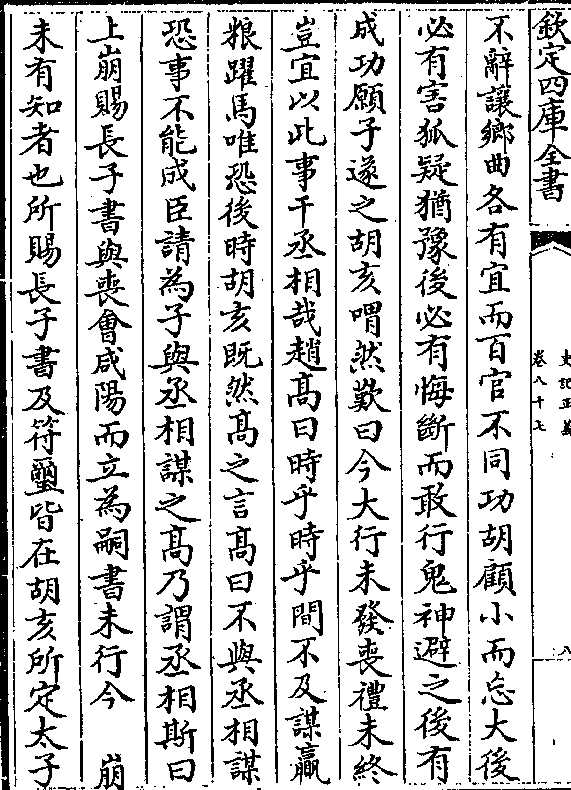 欽定四庫全書
史記正義
卷八十七
八
不辭讓鄉曲各有宜而百官不同功胡顧小而忘大後
必有害狐疑猶豫後必有悔斷而敢行鬼神避之後有
成功願子遂之胡亥喟然歎曰今大行未發喪禮未終
豈宜以此事干丞相哉趙髙曰時乎時乎間不及謀贏
粮躍馬唯恐後時胡亥既然髙之言髙曰不與丞相謀
恐事不能成臣請為子與丞相謀之髙乃謂丞相斯曰
上崩賜長子書與喪會咸陽而立為嗣書未行今 崩
未有知者也所賜長子書及符璽皆在胡亥所定太子